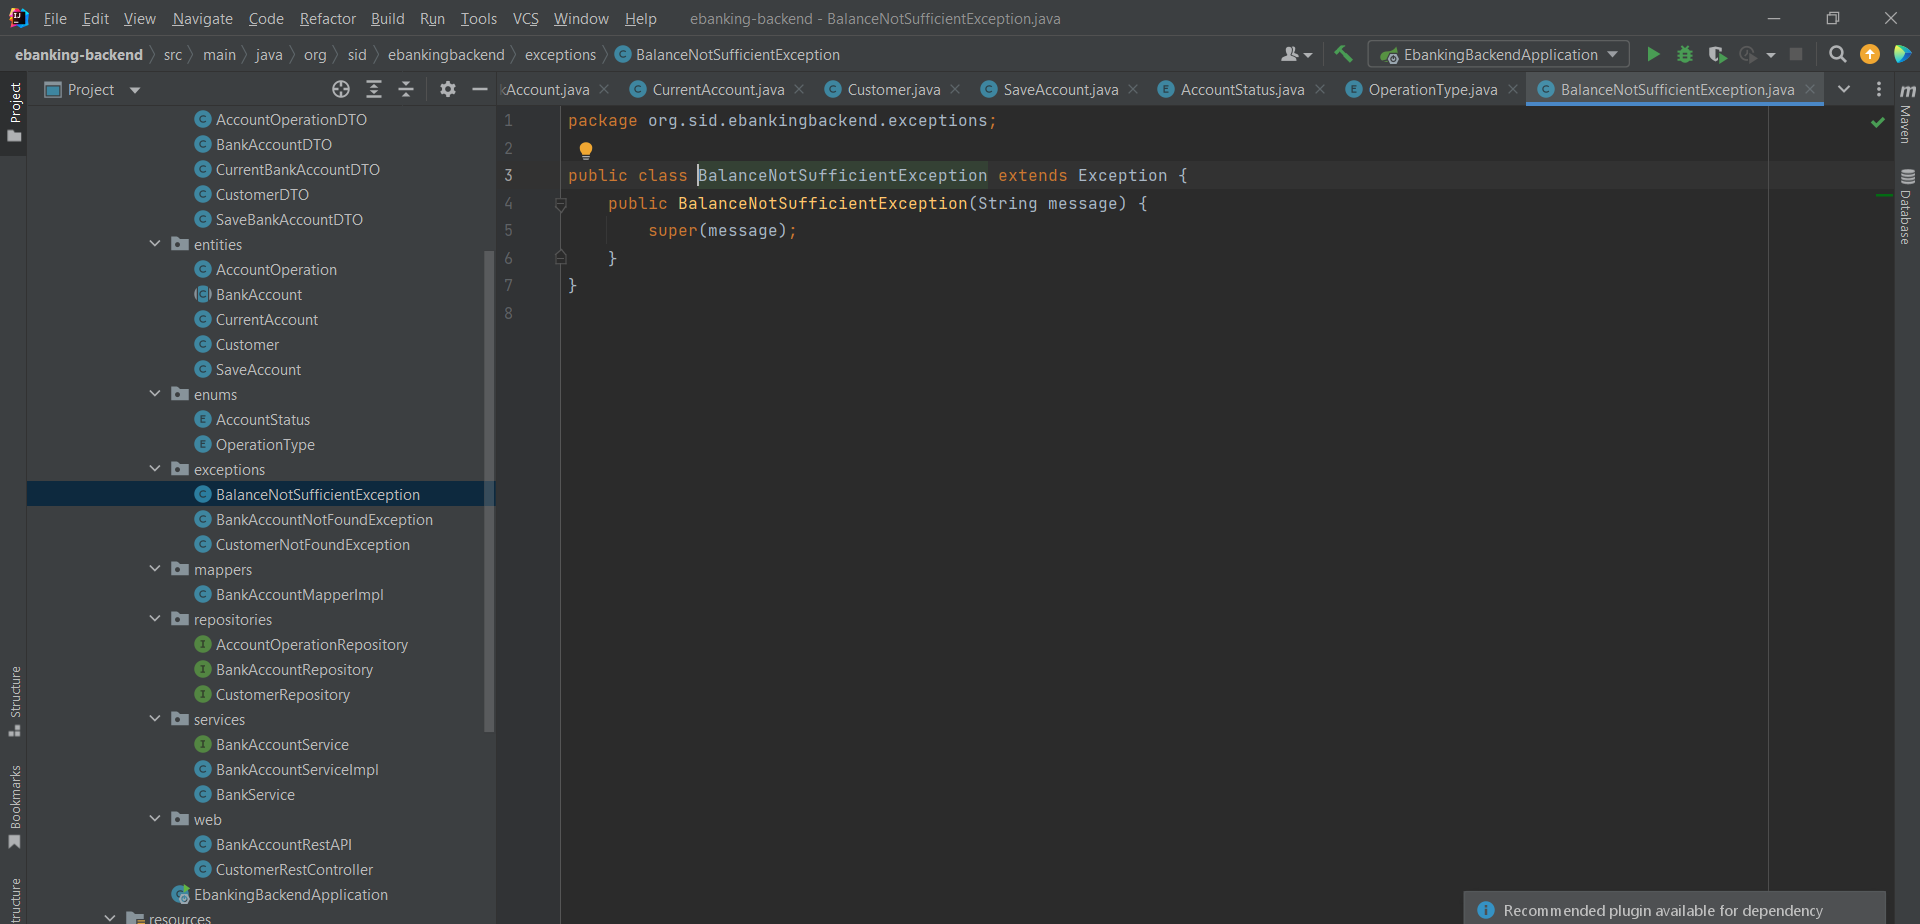 File Edit View Navigate Code Refactor Build Run Tools VCS Window Help ebanking-backend - BalanceNotSufficientException.java
ebanking-backend src main java org sid ebankingbackend exceptions BalanceNotSufficientException EbankingBackendApplication
Project
kAccount.java CurrentAccount.java Customer.java SaveAccount.java AccountStatus.java OperationType.java BalanceNotSufficientException.java
Project
Structure
Bookmarks
tructure
AccountOperationDTO
BankAccountDTO
CurrentBankAccountDTO
CustomerDTO
SaveBankAccountDTO
entities
AccountOperation
BankAccount
CurrentAccount
Customer
SaveAccount
enums
AccountStatus
OperationType
exceptions
BalanceNotSufficientException
BankAccountNotFoundException
CustomerNotFoundException
mappers
BankAccountMapperImpl
repositories
AccountOperationRepository
BankAccountRepository
CustomerRepository
services
BankAccountService
BankAccountServiceImpl
BankService
web
BankAccountRestAPI
CustomerRestController
EbankingBackendApplication
resources
1 package org.sid.ebankingbackend.exceptions;
2
3 public class BalanceNotSufficientException extends Exception {
4 public BalanceNotSufficientException(String message) {
5 super(message);
6 }
7 }
8
Maven
Database
Recommended plugin available for dependency